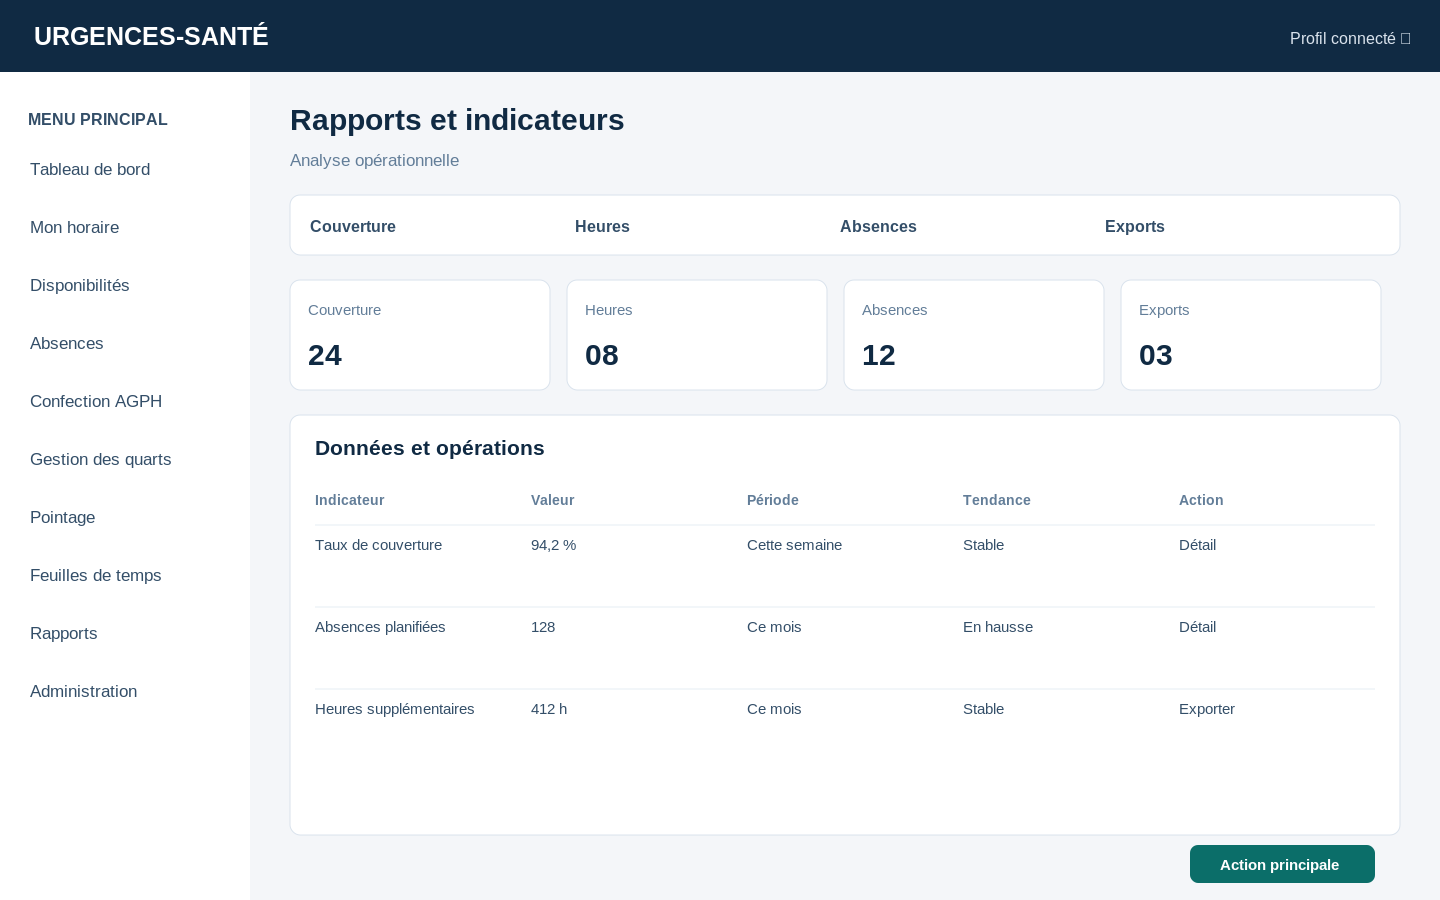 URGENCES-SANTÉ
Profil connecté
MENU PRINCIPAL
Tableau de bord
Mon horaire
Disponibilités
Absences
Confection AGPH
Gestion des quarts
Pointage
Feuilles de temps
Rapports
Administration
Rapports et indicateurs
Analyse opérationnelle
Couverture Heures Absences Exports
Couverture Heures Absences Exports
24 08 12 03
Données et opérations
Indicateur Valeur Période Tendance Action
Taux de couverture 94,2 % Cette semaine Stable Détail
Absences planifiées 128 Ce mois En hausse Détail
Heures supplémentaires 412 h Ce mois Stable Exporter
Action principale